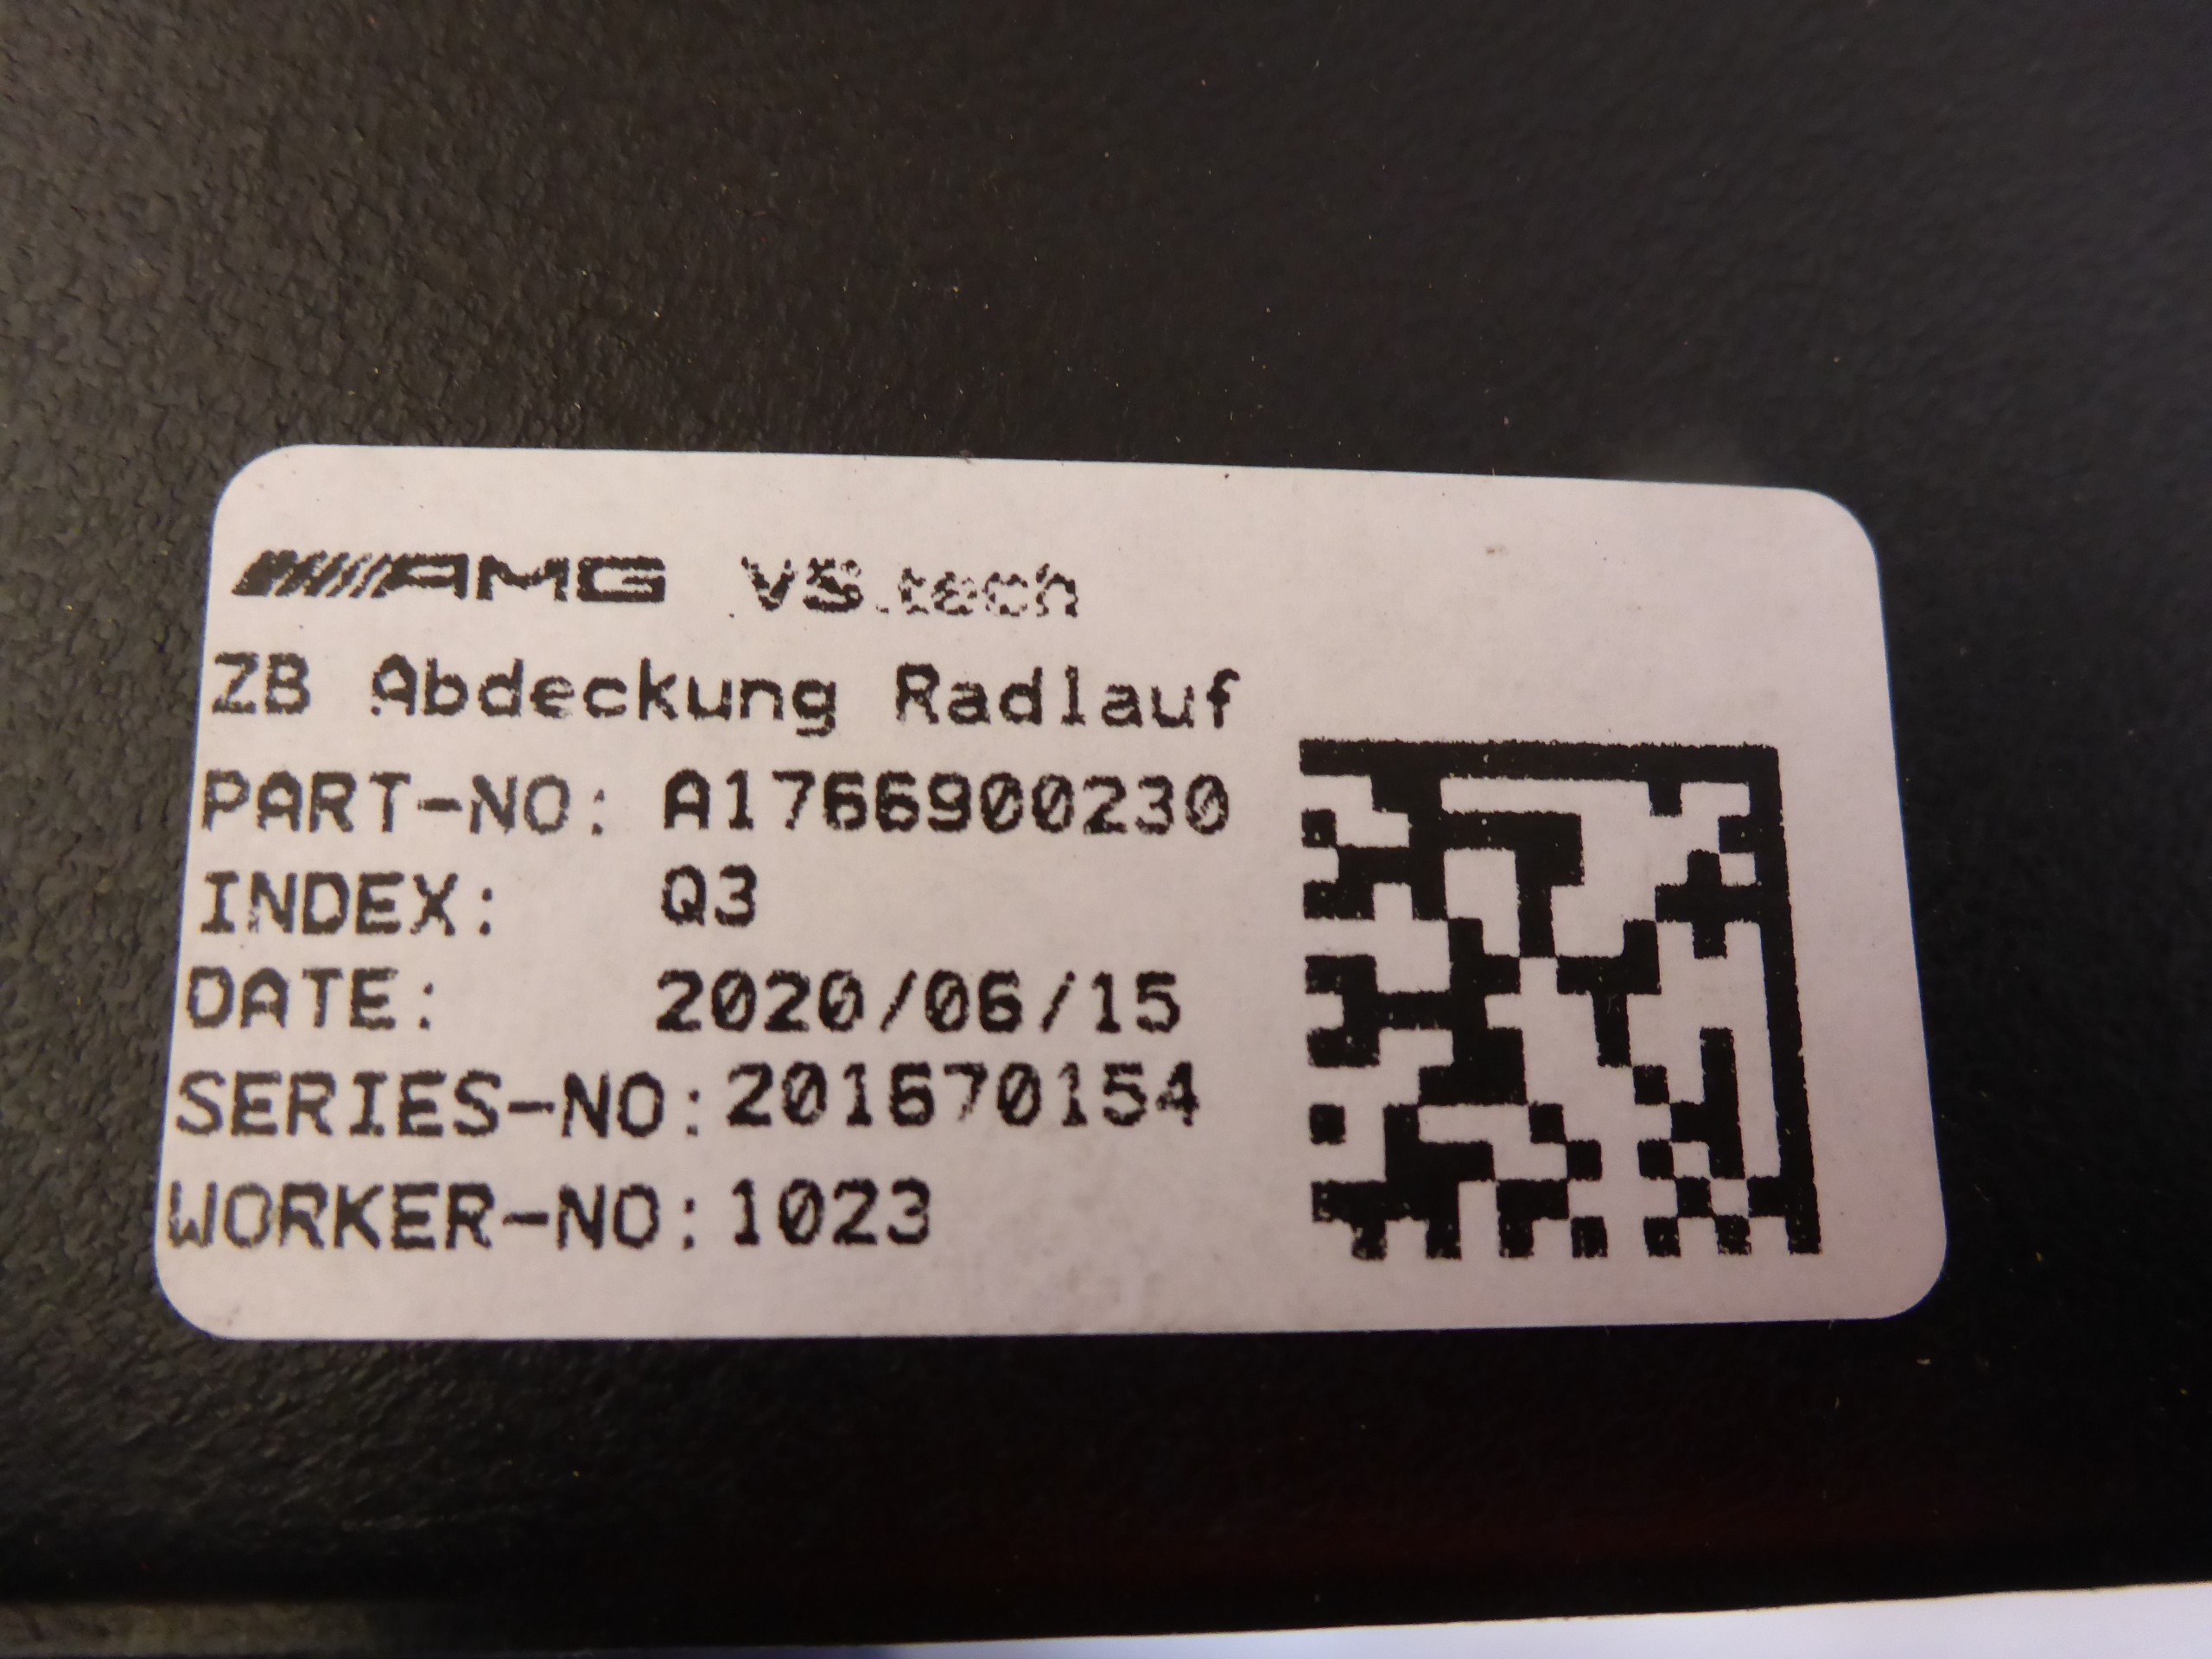 AMG VS.tech
ZB Abdeckung Radlauf
PART-NO: A1766900230
INDEX: Q3
DATE: 2020/06/15
SERIES-NO:201670154
WORKER-NO:1023